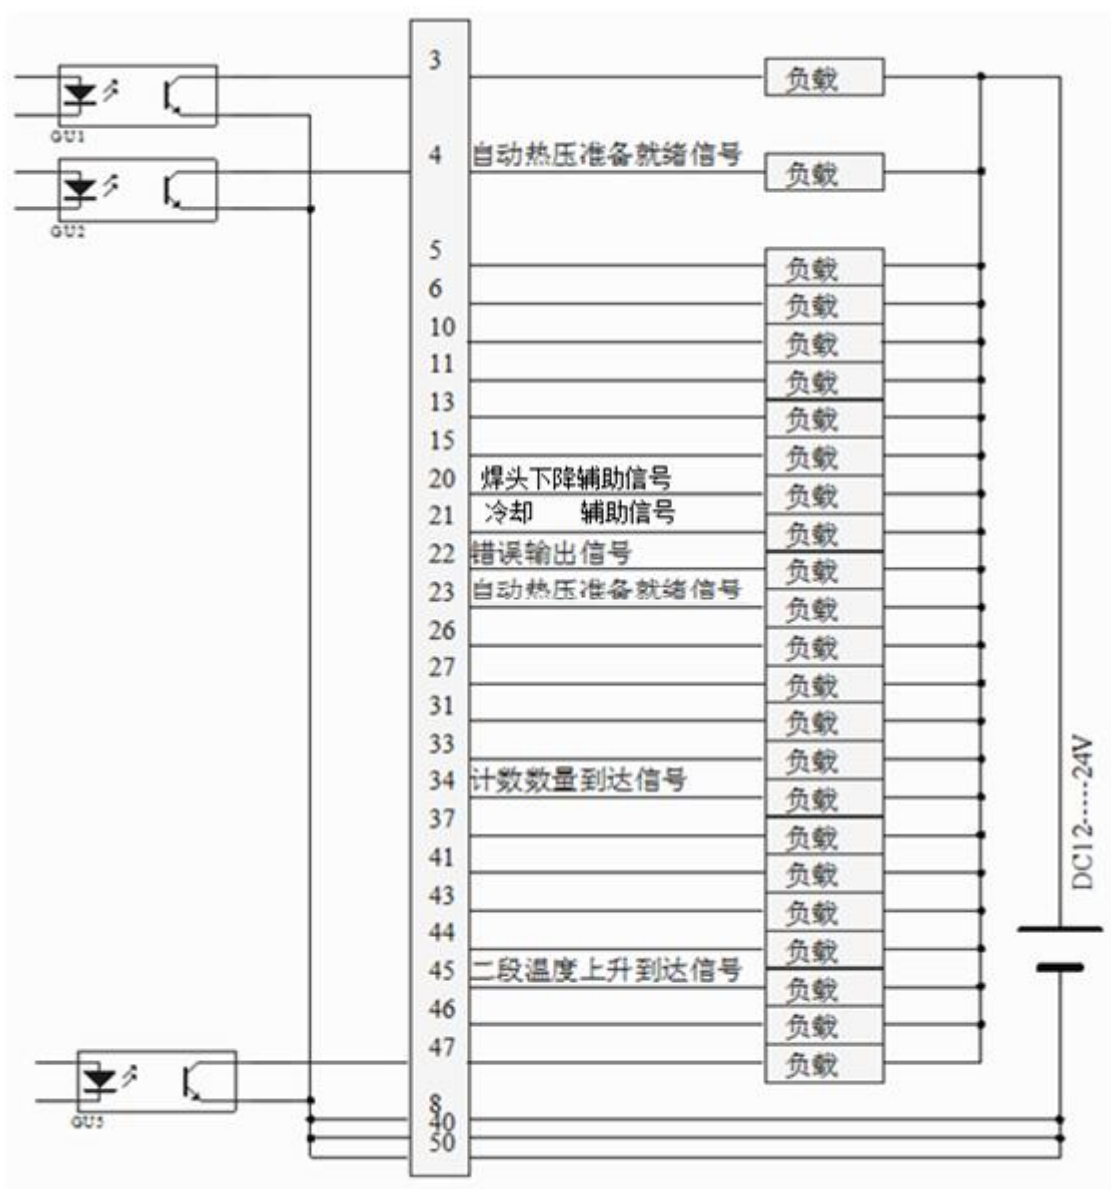 3
负载
GU1
4 自动热压准备就绪信号
负载
GU2
5
负载
6
负载
10
负载
11
负载
13
负载
15
负载
20 焊头下降辅助信号
负载
21 冷却 辅助信号
负载
22 错误输出信号
负载
23 自动热压准备就绪信号
负载
26
负载
27
负载
31
负载
33
负载
34 计数数量到达信号
负载
37
负载
41
负载
43
负载
44
负载
45 二段温度上升到达信号
负载
46
负载
47
负载
DC12-----24V
GU5
8
40
50